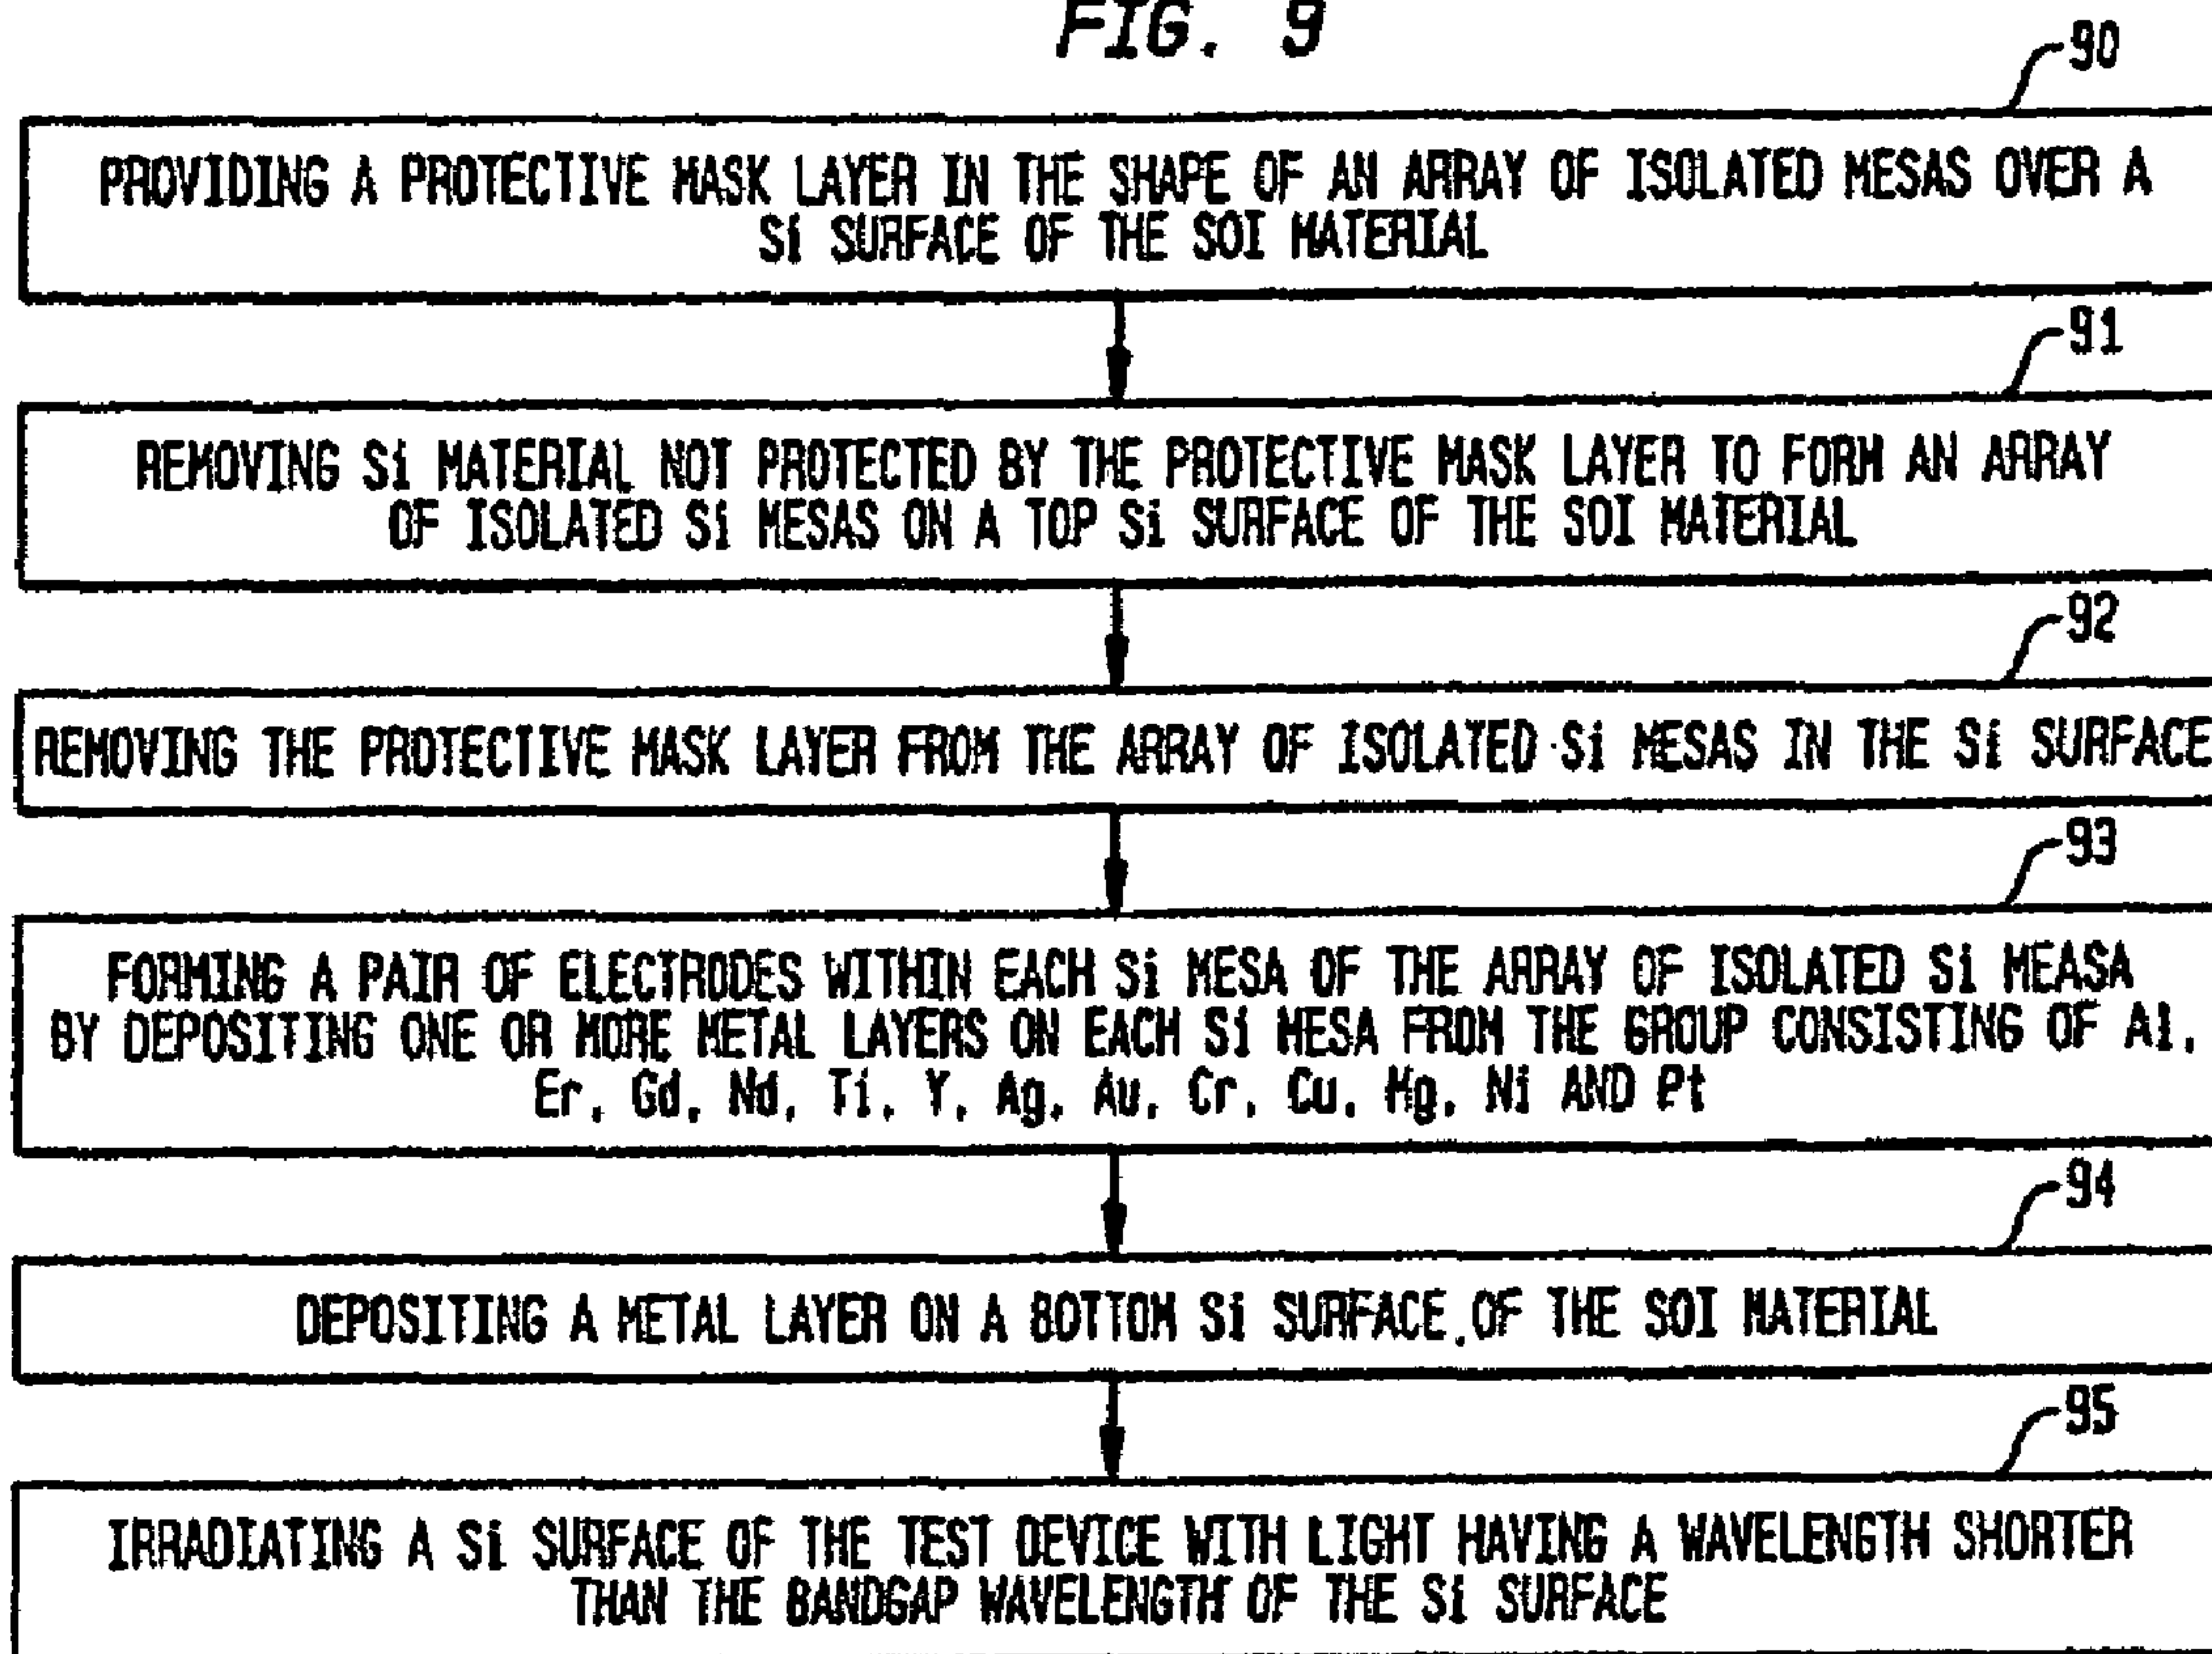 FIG. 9
90
PROVIDING A PROTECTIVE MASK LAYER IN THE SHAPE OF AN ARRAY OF ISOLATED MESAS OVER A
Si SURFACE OF THE SOI MATERIAL
91
REMOVING Si MATERIAL NOT PROTECTED BY THE PROTECTIVE MASK LAYER TO FORM AN ARRAY
OF ISOLATED Si MESAS ON A TOP Si SURFACE OF THE SOI MATERIAL
92
REMOVING THE PROTECTIVE MASK LAYER FROM THE ARRAY OF ISOLATED Si MESAS IN THE Si SURFACE
93
FORMING A PAIR OF ELECTRODES WITHIN EACH Si MESA OF THE ARRAY OF ISOLATED Si MEASA
BY DEPOSITING ONE OR MORE METAL LAYERS ON EACH Si MESA FROM THE GROUP CONSISTING OF Al,
Er, Gd, Nd, Ti, Y, Ag, Au, Cr, Cu, Hg, Ni AND Pt
94
DEPOSITING A METAL LAYER ON A BOTTOM Si SURFACE OF THE SOI MATERIAL
95
IRRADIATING A Si SURFACE OF THE TEST DEVICE WITH LIGHT HAVING A WAVELENGTH SHORTER
THAN THE BANDGAP WAVELENGTH OF THE Si SURFACE